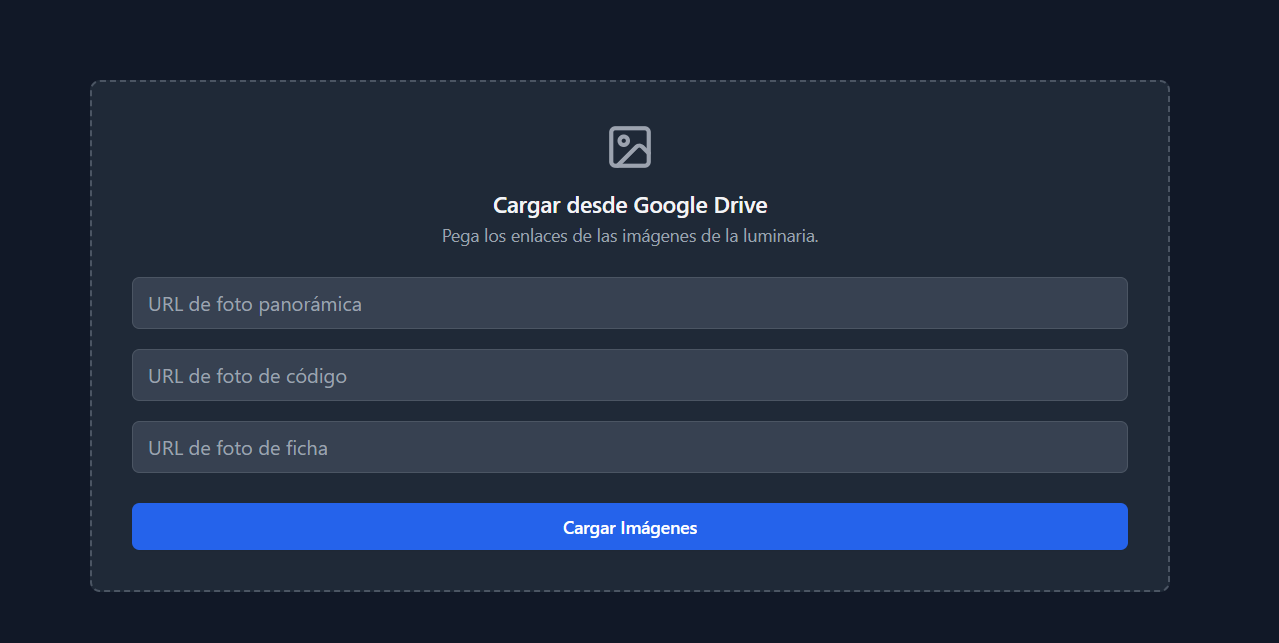 Cargar desde Google Drive
Pega los enlaces de las imágenes de la luminaria.
URL de foto panorámica
URL de foto de código
URL de foto de ficha
Cargar Imágenes